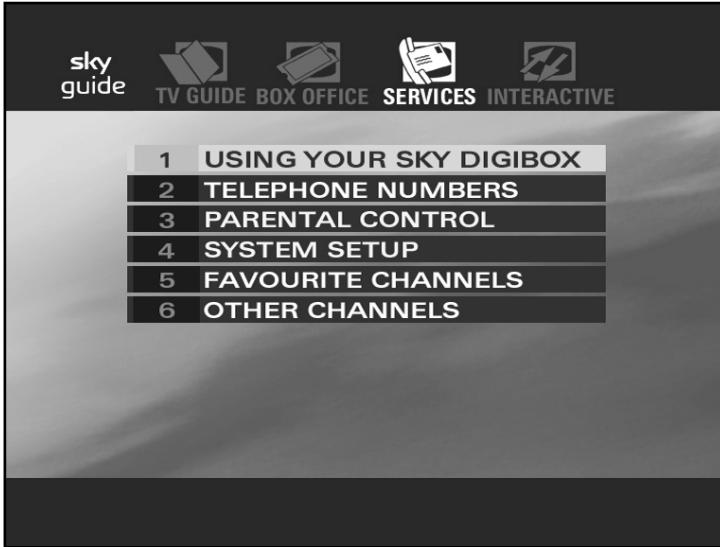 sky
guide
TV GUIDE BOX OFFICE SERVICES INTERACTIVE
1 USING YOUR SKY DIGIBOX
2 TELEPHONE NUMBERS
3 PARENTAL CONTROL
4 SYSTEM SETUP
5 FAVOURITE CHANNELS
6 OTHER CHANNELS